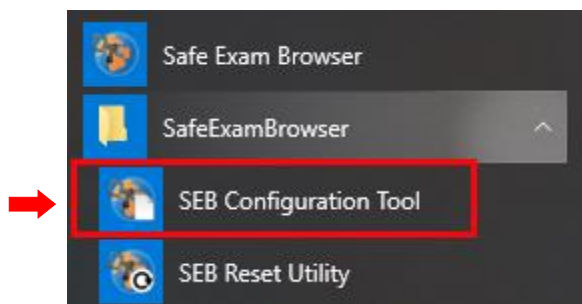 Safe Exam Browser
SafeExamBrowser
SEB Configuration Tool
SEB Reset Utility